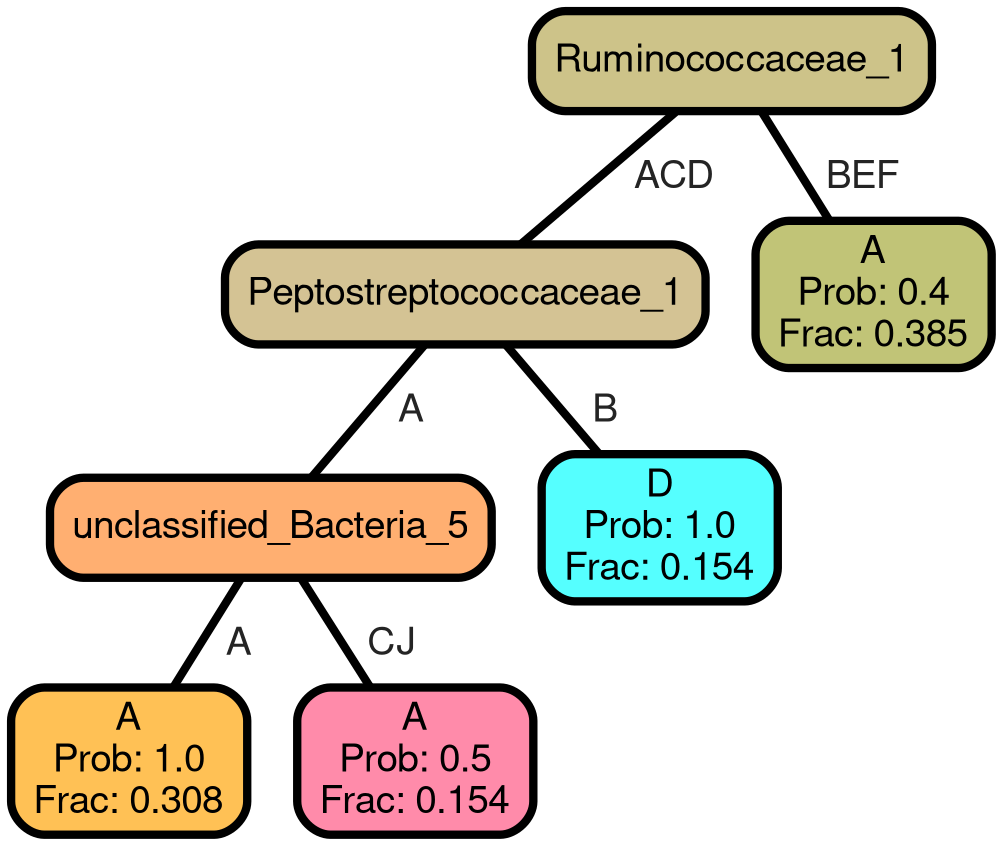 Ruminococcaceae_1
ACD
BEF
A
Prob: 0.4
Frac: 0.385
Peptostreptococcaceae_1
A
B
unclassified_Bacteria_5
D
Prob: 1.0
Frac: 0.154
A
CJ
A
Prob: 1.0
Frac: 0.308
A
Prob: 0.5
Frac: 0.154